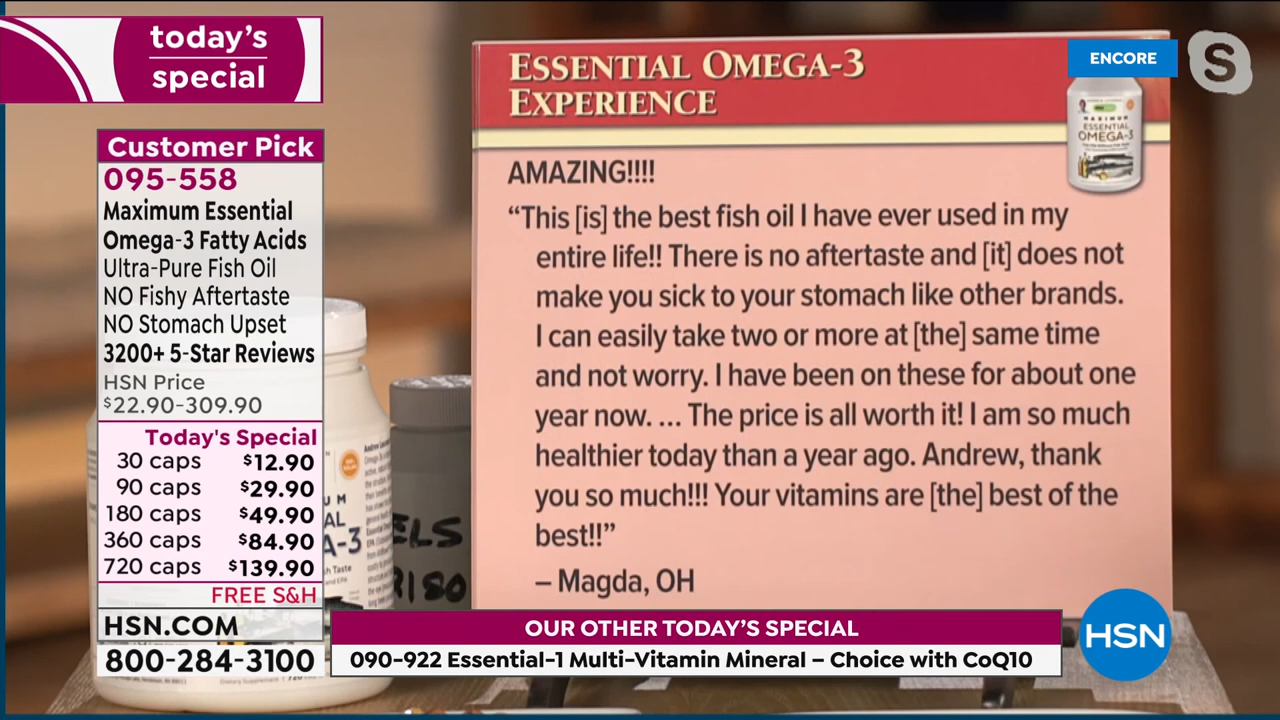 today's
special
Customer Pick
095-558
Maximum Essential
Omega-3 Fatty Acids
Ultra-Pure Fish Oil
NO Fishy Aftertaste
NO Stomach Upset
3200+ 5-Star Reviews
HSN Price
$22.90-309.90
Today's Special
30 caps $12.90
90 caps $29.90
180 caps $49.90
360 caps $84.90
720 caps $139.90
FREE S&H
HSN.COM
800-284-3100
ESSENTIAL OMEGA-3
EXPERIENCE
ENCORE
S
MAXIMUM
ESSENTIAL
OMEGA-3
AMAZING!!!!
“This [is] the best fish oil I have ever used in my
entire life!! There is no aftertaste and [it] does not
make you sick to your stomach like other brands.
I can easily take two or more at [the] same time
and not worry. I have been on these for about one
year now. ... The price is all worth it! I am so much
healthier today than a year ago. Andrew, thank
you so much!!! Your vitamins are [the] best of the
best!!”
– Magda, OH
OUR OTHER TODAY'S SPECIAL
090-922 Essential-1 Multi-Vitamin Mineral – Choice with CoQ10
HSN